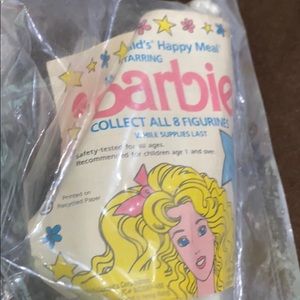 ld's Happy Meal
STARRING
Barbie
COLLECT ALL 8 FIGURINES
WHILE SUPPLIES LAST
Safety-tested for all ages.
Recommended for children age 1 and over.
Printed on
Recycled Paper